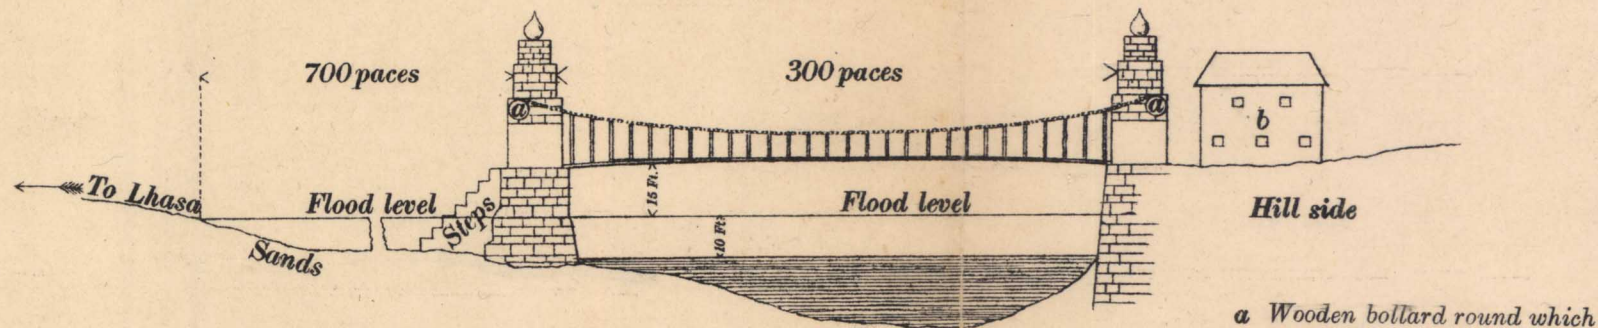 700 paces
300 paces
a
a
b
To Lhasa
Flood level
Steps
15 Ft.
Flood level
Hill side
10 Ft.
Sands
a Wooden bollard round which